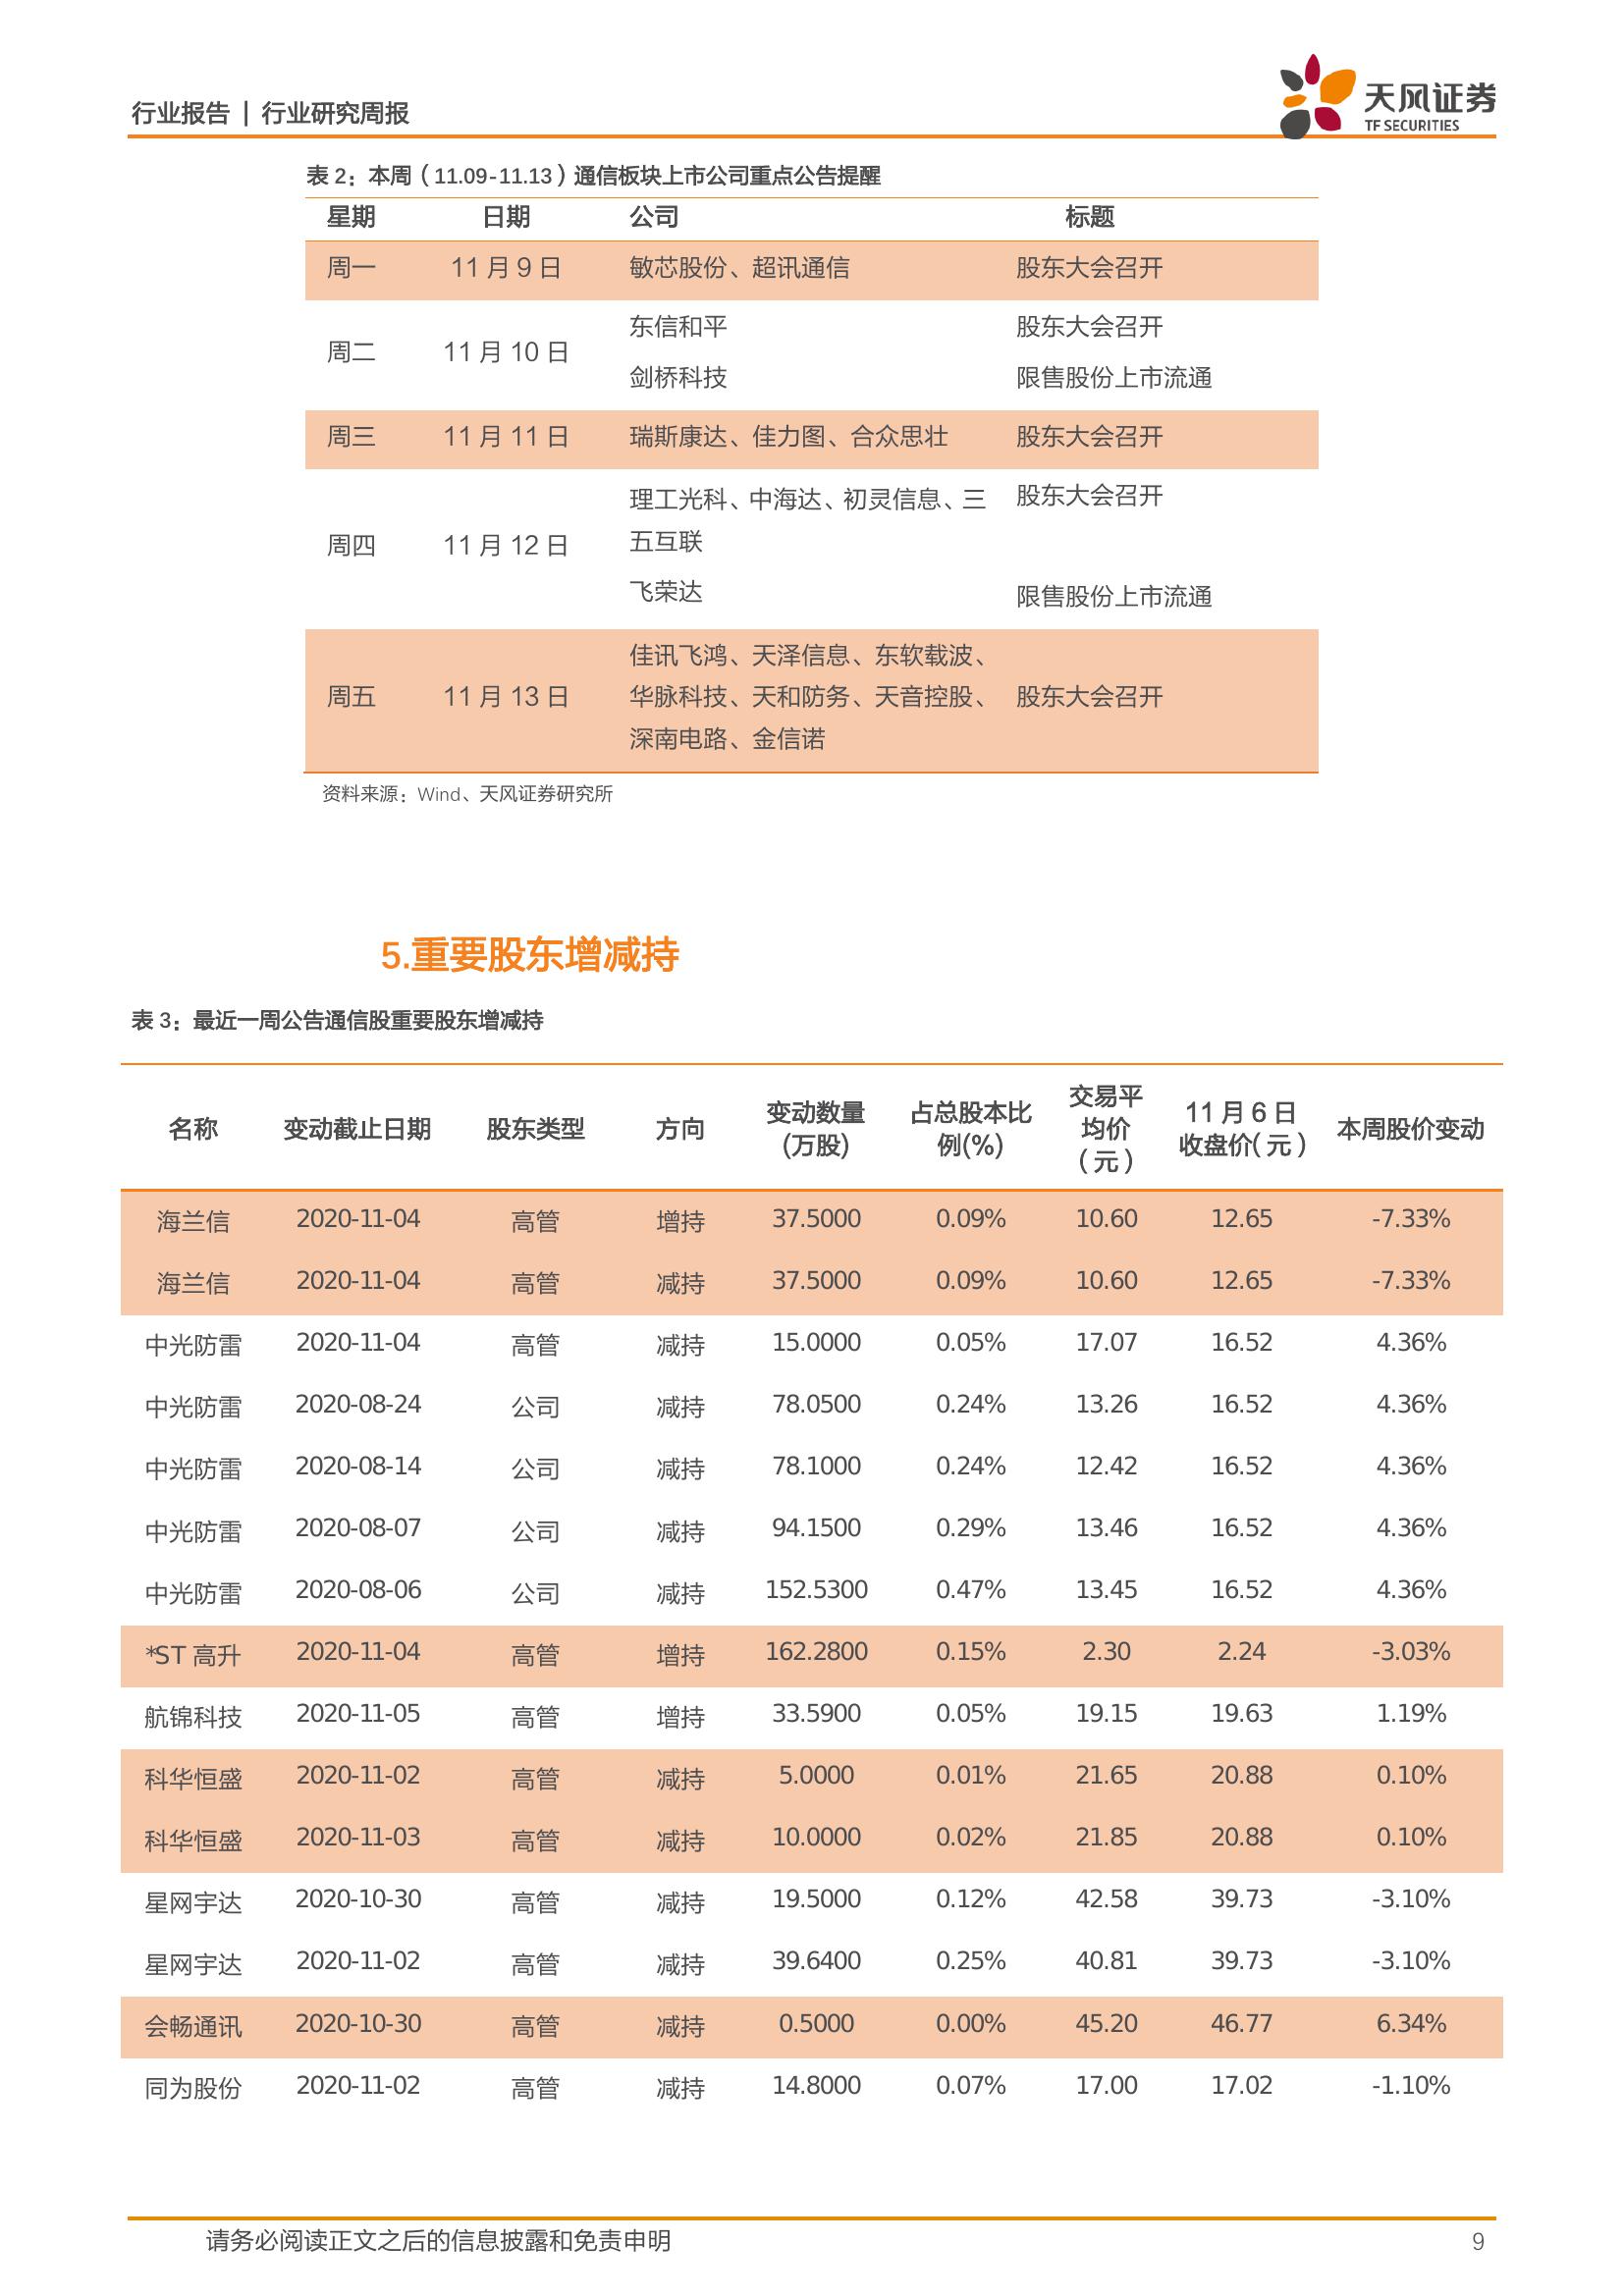 行业报告 | 行业研究周报
天风证券
TF SECURITIES
表 2：本周（11.09-11.13）通信板块上市公司重点公告提醒
星期 日期 公司 标题
周一 11 月 9 日 敏芯股份、超讯通信 股东大会召开
周二 11 月 10 日 东信和平 股东大会召开
剑桥科技 限售股份上市流通
周三 11 月 11 日 瑞斯康达、佳力图、合众思壮 股东大会召开
周四 11 月 12 日 理工光科、中海达、初灵信息、三 股东大会召开
五互联
飞荣达 限售股份上市流通
佳讯飞鸿、天泽信息、东软载波、
周五 11 月 13 日 华脉科技、天和防务、天音控股、 股东大会召开
深南电路、金信诺
资料来源：Wind、天风证券研究所
5.重要股东增减持
表 3：最近一周公告通信股重要股东增减持
名称 变动截止日期 股东类型 方向 变动数量(万股) 占总股本比例(%) 交易平均价（元） 11 月 6 日收盘价(元) 本周股价变动
海兰信 2020-11-04 高管 增持 37.5000 0.09% 10.60 12.65 -7.33%
海兰信 2020-11-04 高管 减持 37.5000 0.09% 10.60 12.65 -7.33%
中光防雷 2020-11-04 高管 减持 15.0000 0.05% 17.07 16.52 4.36%
中光防雷 2020-08-24 公司 减持 78.0500 0.24% 13.26 16.52 4.36%
中光防雷 2020-08-14 公司 减持 78.1000 0.24% 12.42 16.52 4.36%
中光防雷 2020-08-07 公司 减持 94.1500 0.29% 13.46 16.52 4.36%
中光防雷 2020-08-06 公司 减持 152.5300 0.47% 13.45 16.52 4.36%
*ST 高升 2020-11-04 高管 增持 162.2800 0.15% 2.30 2.24 -3.03%
航锦科技 2020-11-05 高管 增持 33.5900 0.05% 19.15 19.63 1.19%
科华恒盛 2020-11-02 高管 减持 5.0000 0.01% 21.65 20.88 0.10%
科华恒盛 2020-11-03 高管 减持 10.0000 0.02% 21.85 20.88 0.10%
星网宇达 2020-10-30 高管 减持 19.5000 0.12% 42.58 39.73 -3.10%
星网宇达 2020-11-02 高管 减持 39.6400 0.25% 40.81 39.73 -3.10%
会畅通讯 2020-10-30 高管 减持 0.5000 0.00% 45.20 46.77 6.34%
同为股份 2020-11-02 高管 减持 14.8000 0.07% 17.00 17.02 -1.10%
请务必阅读正文之后的信息披露和免责申明 9